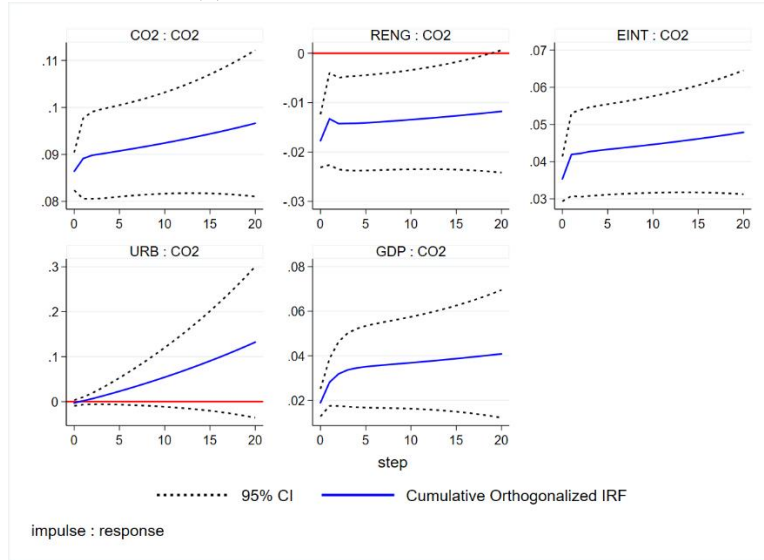 CO2 : CO2
.11
.1
.09
.08
0 5 10 15 20
RENG : CO2
0
-.01
-.02
-.03
0 5 10 15 20
EINT : CO2
.07
.06
.05
.04
.03
0 5 10 15 20
URB : CO2
.3
.2
.1
0
0 5 10 15 20
GDP : CO2
.08
.06
.04
.02
0 5 10 15 20
step
95% CI Cumulative Orthogonalized IRF
impulse : response